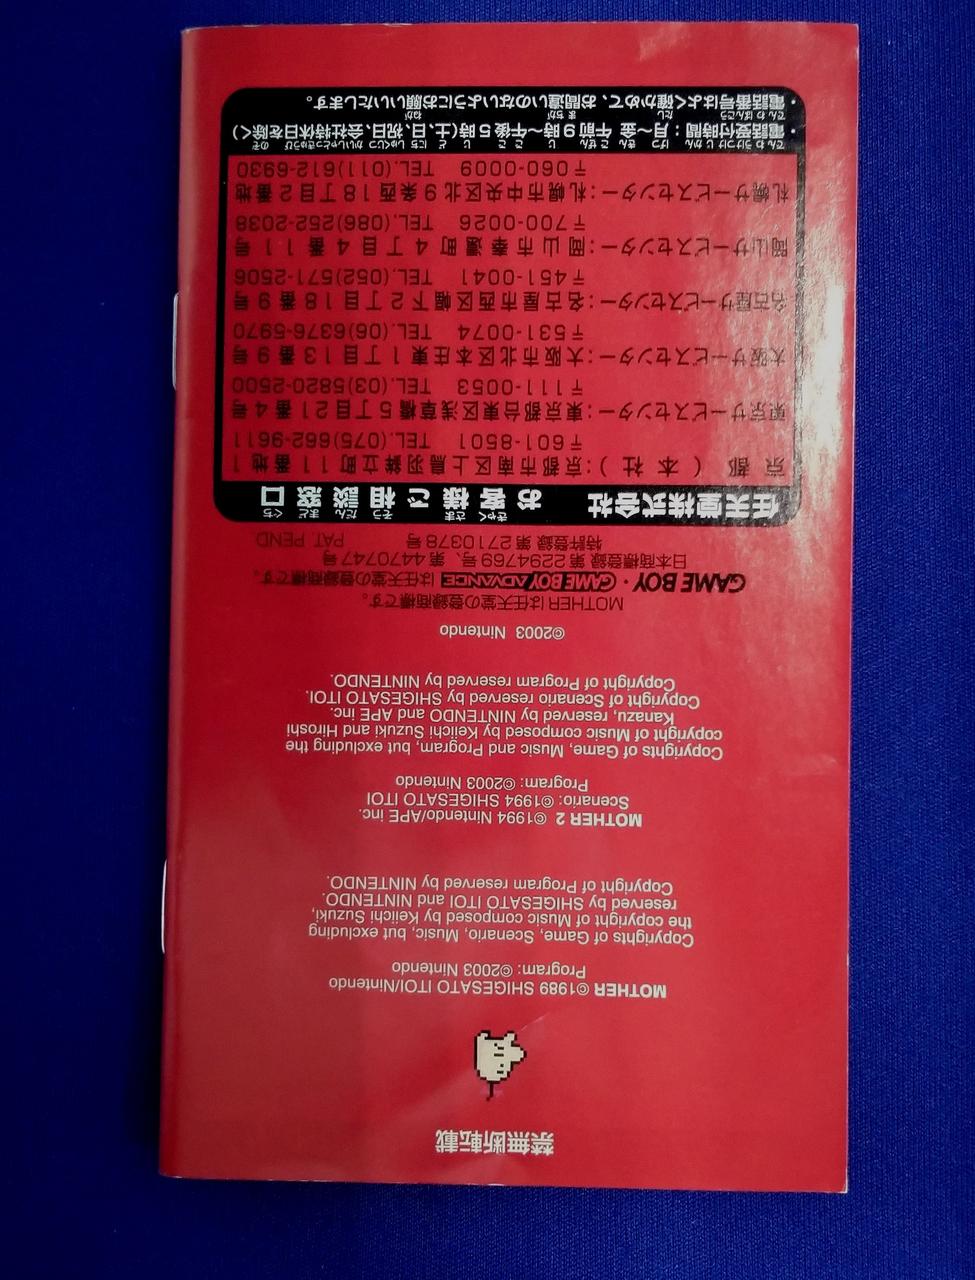 禁無断転載
MOTHER ©1989 SHIGESATO ITOI/Nintendo
Program: ©2003 Nintendo
Copyrights of Game, Scenario, Music, but excluding
the copyright of Music composed by Keiichi Suzuki,
reserved by SHIGESATO ITOI and NINTENDO.
Copyright of Program reserved by NINTENDO.
MOTHER 2 ©1994 Nintendo/APE inc.
Scenario: ©1994 SHIGESATO ITOI
Program: ©2003 Nintendo
Copyrights of Game, Music and Program, but excluding the
copyright of Music composed by Keiichi Suzuki and Hiroshi
Kanazu, reserved by NINTENDO and APE inc.
Copyright of Scenario reserved by SHIGESATO ITOI.
Copyright of Program reserved by NINTENDO.
©2003 Nintendo
MOTHERは任天堂の登録商標です。
GAME BOY・GAME BOY ADVANCEは任天堂の登録商標です。
日本商標登録 第2294769号、第4470747号
特許登録 第2710378号 PAT. PEND
任天堂株式会社 お客様ご相談窓口
京都(本社):京都市南区上鳥羽鉾立町11番地1
〒601-8501 TEL.(075)662-9611
東京サービスセンター:東京都台東区浅草橋5丁目21番4号
〒111-0053 TEL.(03)5820-2500
大阪サービスセンター:大阪市北区本庄東1丁目13番9号
〒531-0074 TEL.(06)6376-5970
名古屋サービスセンター:名古屋市西区幅下2丁目18番9号
〒451-0041 TEL.(052)571-2506
岡山サービスセンター:岡山市奉還町4丁目4番11号
〒700-0026 TEL.(086)252-2038
札幌サービスセンター:札幌市中央区北9条西18丁目2番地
〒060-0009 TEL.(011)612-6930
・電話受付時間:月〜金 午前9時〜午後5時(土、日、祝日、会社特休日を除く)
・電話番号はよく確かめて、お間違いのないようにお願いいたします。